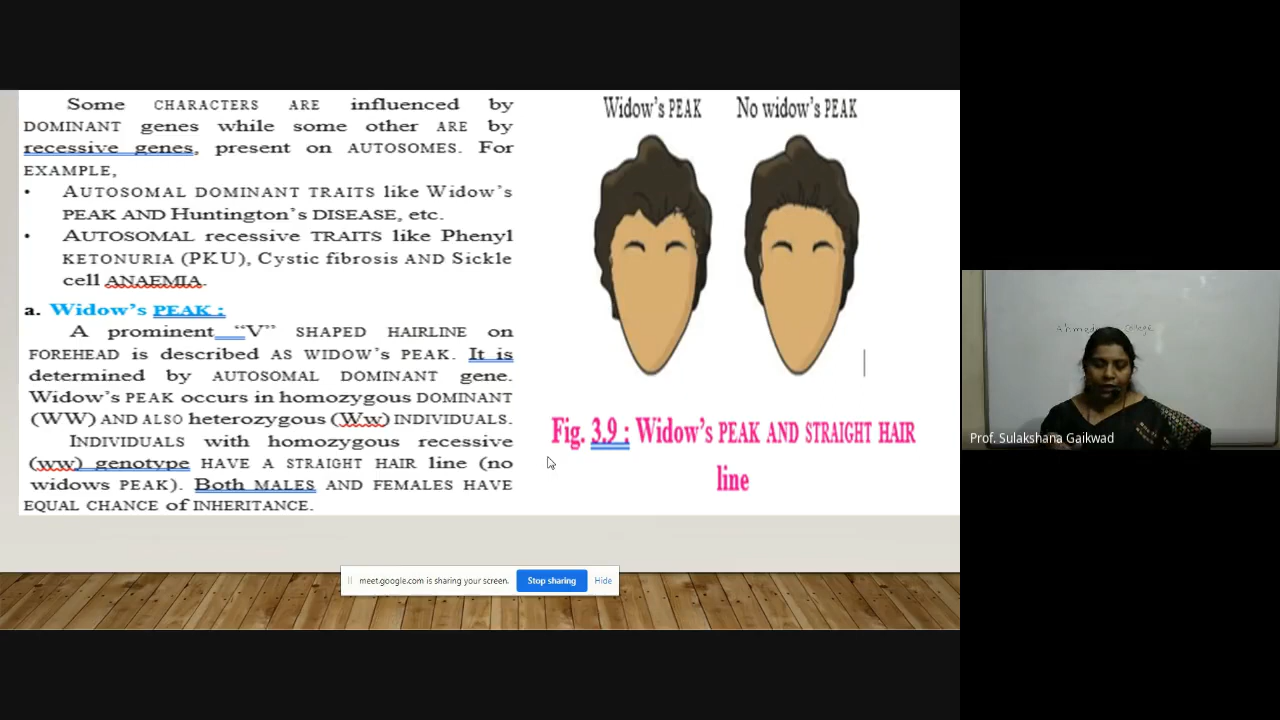 Some CHARACTERS ARE influenced by
DOMINANT genes while some other ARE by
recessive genes, present on AUTOSOMES. For
EXAMPLE,
• AUTOSOMAL DOMINANT TRAITS like Widow's
PEAK AND Huntington's DISEASE, etc.
• AUTOSOMAL recessive TRAITS like Phenyl
KETONURIA (PKU), Cystic fibrosis AND Sickle
cell ANAEMIA.
a. Widow's PEAK :
A prominent "V" SHAPED HAIRLINE on
FOREHEAD is described AS WIDOW's PEAK. It is
determined by AUTOSOMAL DOMINANT gene.
Widow's PEAK occurs in homozygous DOMINANT
(WW) AND ALSO heterozygous (Ww) INDIVIDUALS.
INDIVIDUALS with homozygous recessive
(ww) genotype HAVE A STRAIGHT HAIR line (no
widows PEAK). Both MALES AND FEMALES HAVE
EQUAL CHANCE of INHERITANCE.
Widow's PEAK No widow's PEAK
Fig. 3.9 : Widow's PEAK AND STRAIGHT HAIR
line
meet.google.com is sharing your screen. Stop sharing Hide
College
Prof. Sulakshana Gaikwad